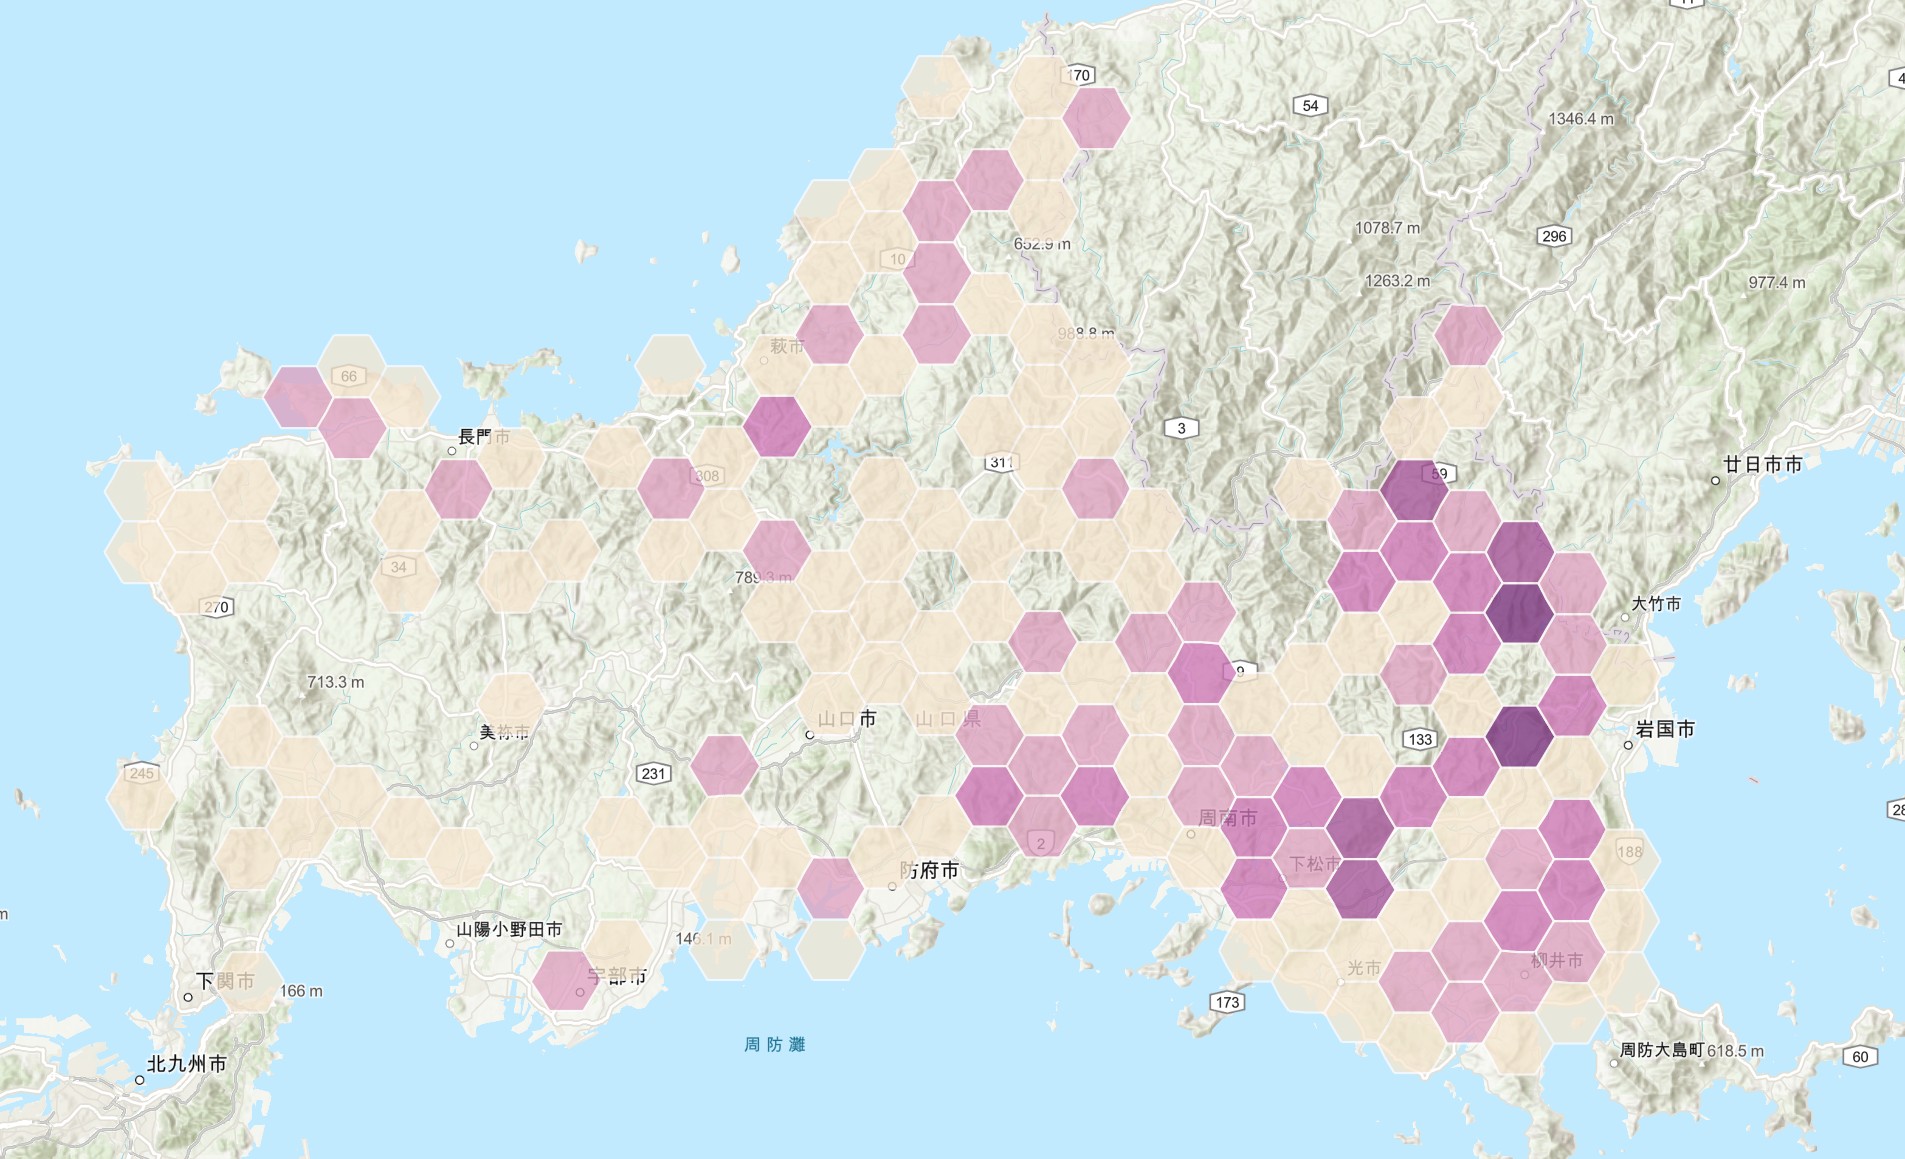 170
54
1346.4 m
1078.7 m
296
652.9 m
10
1263.2 m
977.4 m
988.8 m
萩市
66
3
長門市
311
308
59
廿日市市
34
789.3 m
270
大竹市
713.3 m
山口市
山口県
美祢市
133
岩国市
245
231
周南市
2
188
下松市
防府市
山陽小野田市
146.1 m
宇部市
光市
柳井市
下関市
166 m
173
周防灘
周防大島町
618.5 m
60
北九州市